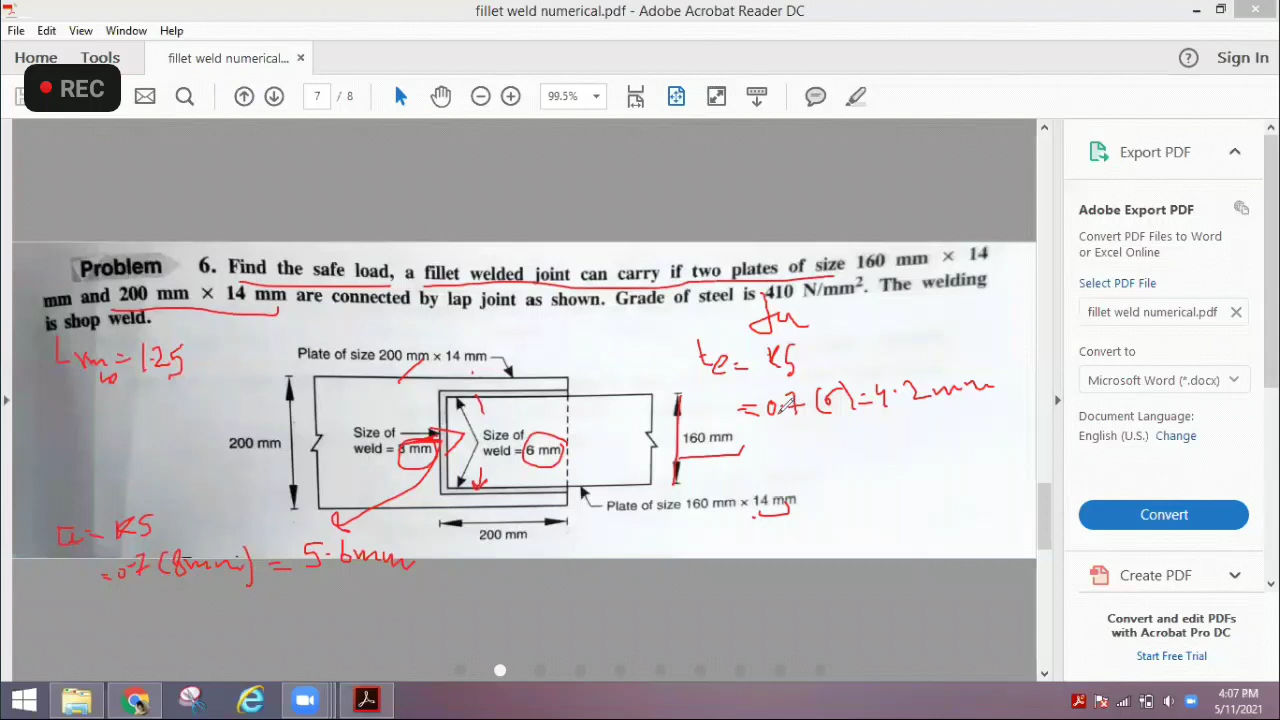 fillet weld numerical.pdf - Adobe Acrobat Reader DC
File Edit View Window Help
Home Tools fillet weld numerical... ×
Sign In
REC
7 / 8
99.5%
Problem 6. Find the safe load, a fillet welded joint can carry if two plates of size 160 mm × 14
mm and 200 mm × 14 mm are connected by lap joint as shown. Grade of steel is 410 N/mm². The welding
is shop weld.
fu
= 1.25
Plate of size 200 mm × 14 mm
te = KS
= 0.7 (6) = 4.2 mm
200 mm
Size of
weld = 8 mm
Size of
weld = 6 mm
160 mm
Plate of size 160 mm × 14 mm
200 mm
= KS
= 0.7 (8mm) = 5.6mm
Export PDF
Adobe Export PDF
Convert PDF Files to Word
or Excel Online
Select PDF File
fillet weld numerical.pdf ×
Convert to
Microsoft Word (*.docx)
Document Language:
English (U.S.) Change
Convert
Create PDF
Convert and edit PDFs
with Acrobat Pro DC
Start Free Trial
4:07 PM
5/11/2021